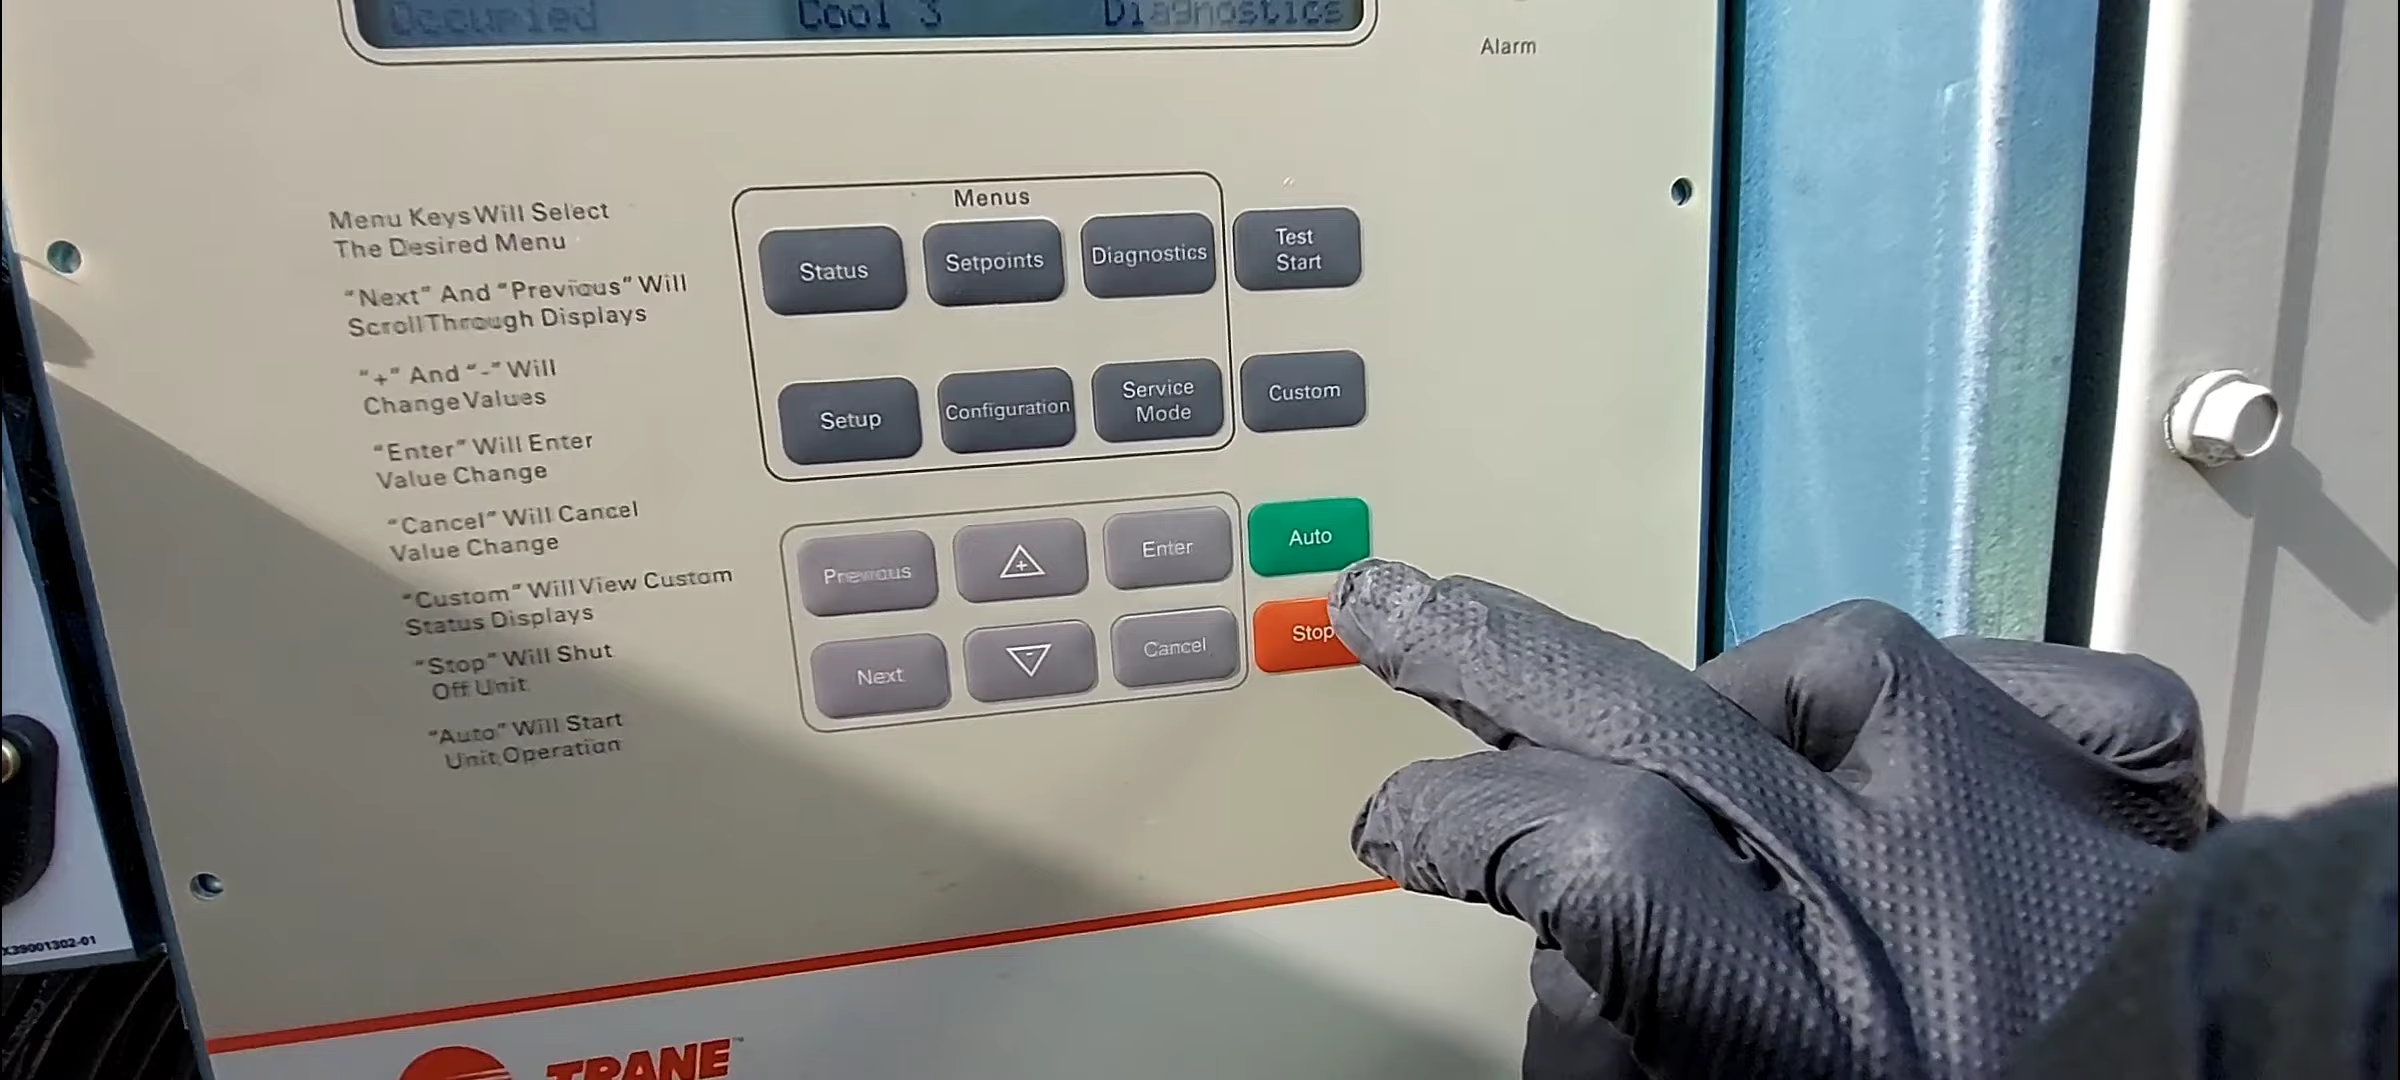 Occupied Cool 3 Diagnostics
Alarm
Menu Keys Will Select
The Desired Menu
"Next" And "Previous" Will
Scroll Through Displays
"+" And "-" Will
Change Values
"Enter" Will Enter
Value Change
"Cancel" Will Cancel
Value Change
"Custom" Will View Custom
Status Displays
"Stop" Will Shut
Off Unit
"Auto" Will Start
Unit Operation
Menus
Status
Setpoints
Diagnostics
Test
Start
Setup
Configuration
Service
Mode
Custom
Previous
+
Enter
Auto
Next
-
Cancel
Stop
X39001302-01
TRANE™